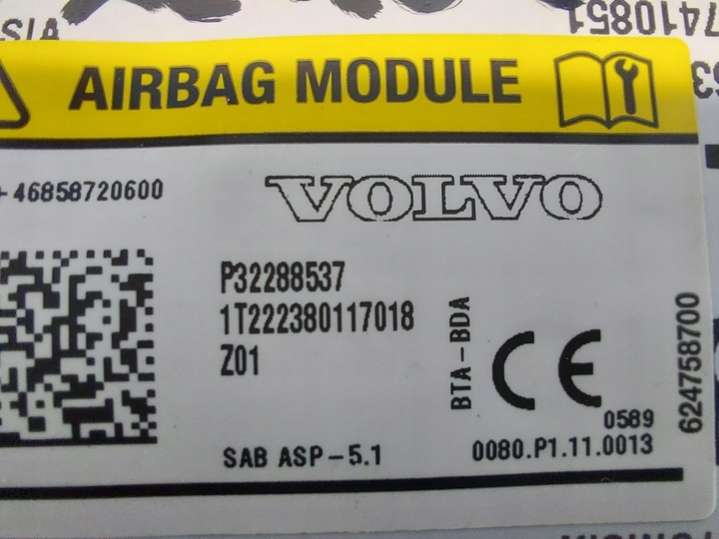 7410851
AIRBAG MODULE
+46858720600
VOLVO
P32288537
1T222380117018
Z01
BTA-BDA
CE
0589
0080.P1.11.0013
SAB ASP-5.1
624758700